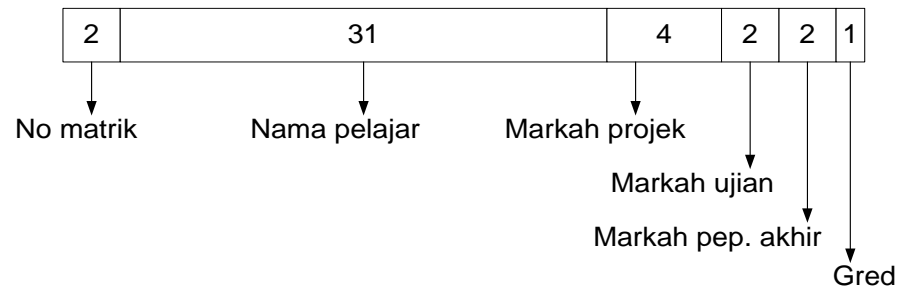 2 31 4 2 2 1
No matrik Nama pelajar Markah projek
Markah ujian
Markah pep. akhir
Gred